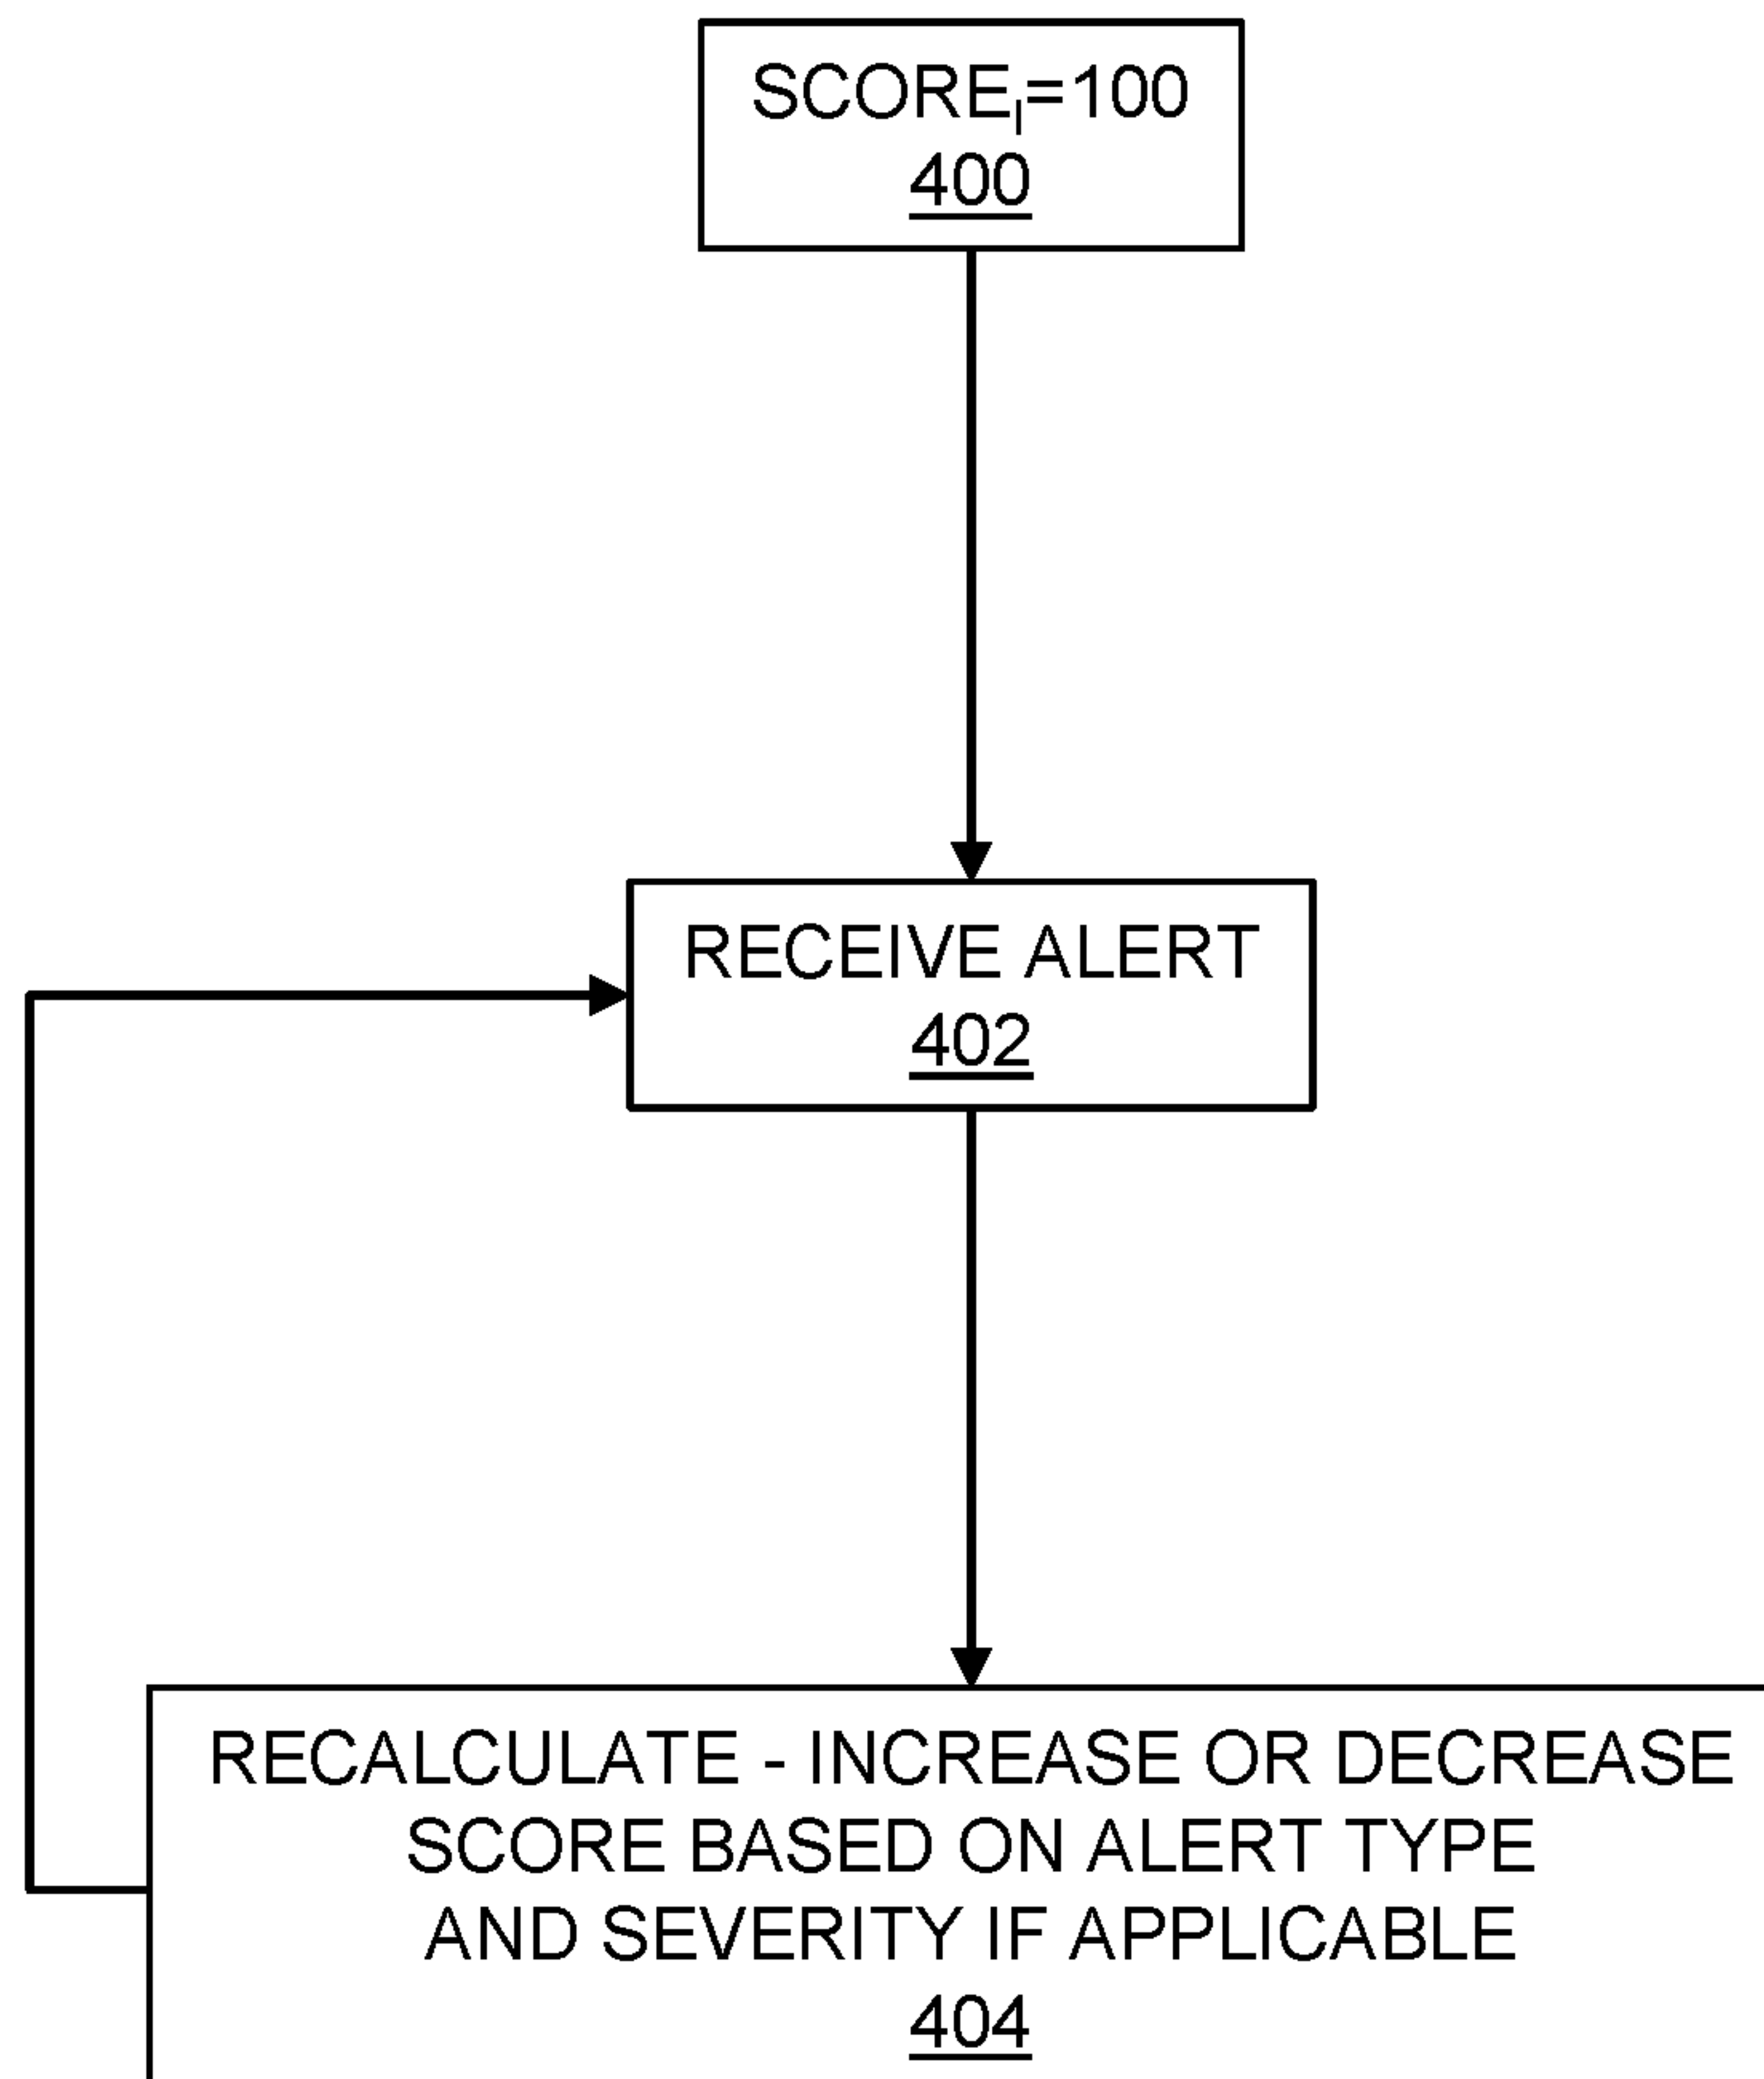 SCOREI=100
400
RECEIVE ALERT
402
RECALCULATE - INCREASE OR DECREASE
SCORE BASED ON ALERT TYPE
AND SEVERITY IF APPLICABLE
404